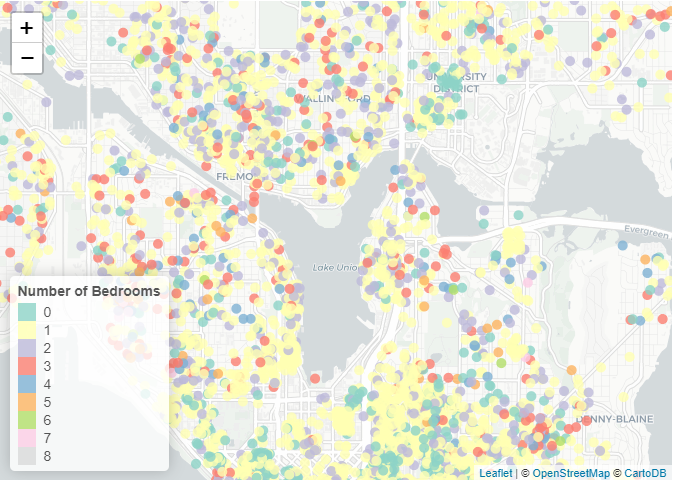 +
−
UNIVERSITY
DISTRICT
FREMO
Lake Unio
Evergreen
DENNY-BLAINE
Number of Bedrooms
0
1
2
3
4
5
6
7
8
Leaflet | © OpenStreetMap © CartoDB